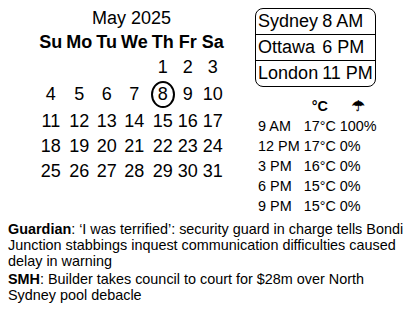 May 2025
Su Mo Tu We Th Fr Sa
1 2 3
4 5 6 7 8 9 10
11 12 13 14 15 16 17
18 19 20 21 22 23 24
25 26 27 28 29 30 31
Sydney 8 AM
Ottawa 6 PM
London 11 PM
°C ☂
9 AM 17°C 100%
12 PM 17°C 0%
3 PM 16°C 0%
6 PM 15°C 0%
9 PM 15°C 0%
Guardian: ‘I was terrified’: security guard in charge tells Bondi
Junction stabbings inquest communication difficulties caused
delay in warning
SMH: Builder takes council to court for $28m over North
Sydney pool debacle